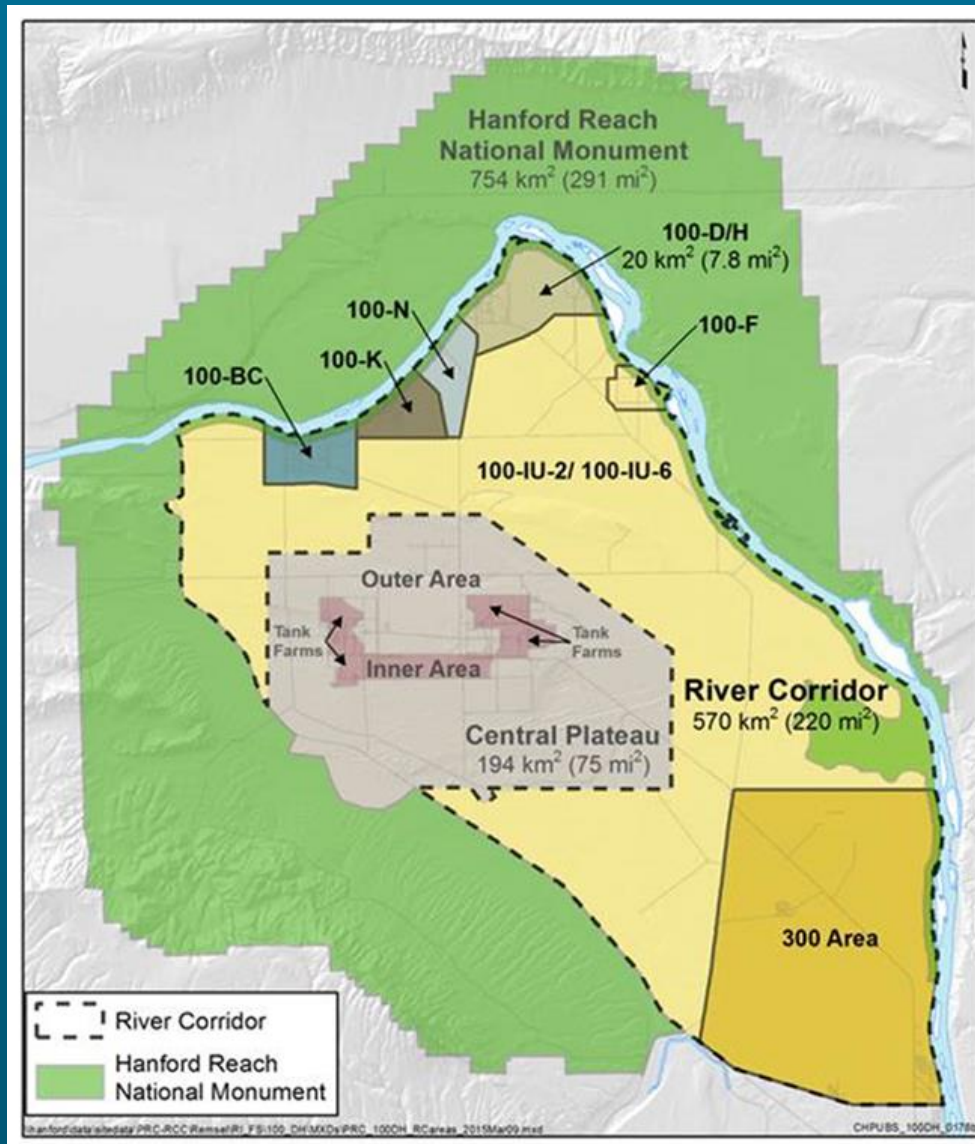 Hanford Reach
National Monument
754 km² (291 mi²)
100-D/H
20 km² (7.8 mi²)
100-N
100-F
100-K
100-BC
100-IU-2/ 100-IU-6
Outer Area
Tank
Farms
Tank
Farms
Inner Area
River Corridor
570 km² (220 mi²)
Central Plateau
194 km² (75 mi²)
300 Area
River Corridor
Hanford Reach
National Monument